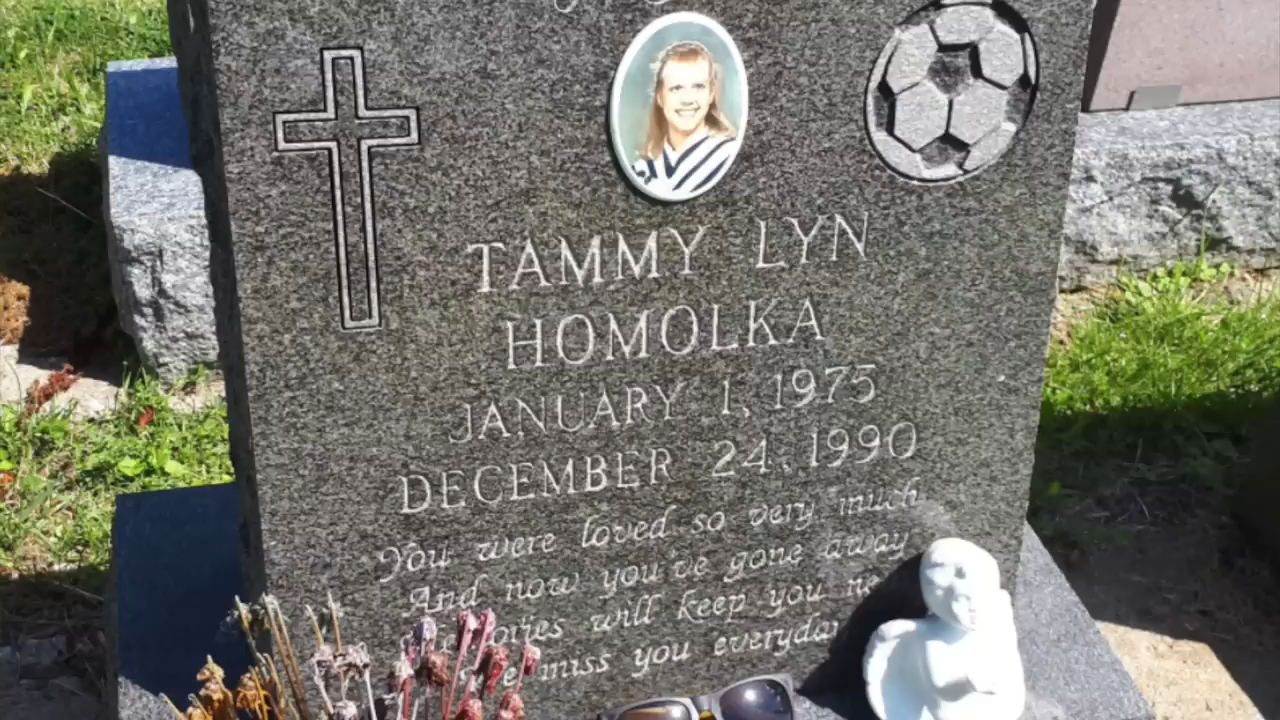 TAMMY LYN
HOMOLKA
JANUARY 1, 1975
DECEMBER 24, 1990
You were loved so very much
And now you've gone away
will keep you
miss you everyday